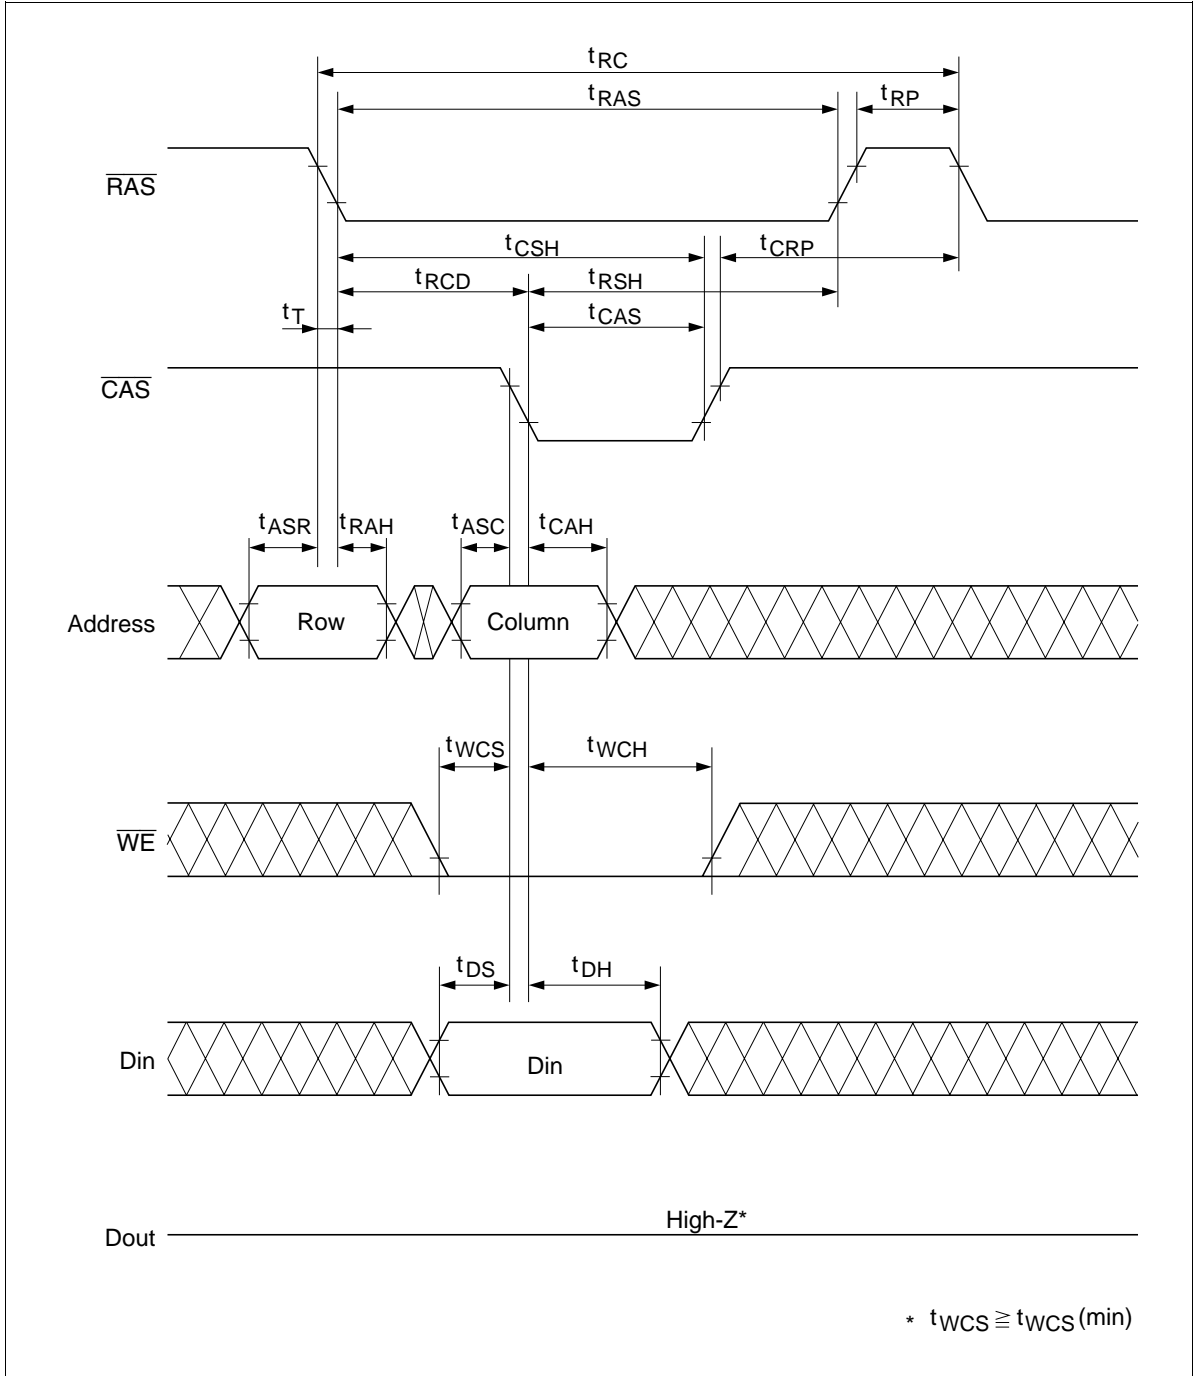 tRC
tRAS
tRP
RAS
tCSH
tCRP
tRCD
tRSH
tT
tCAS
CAS
tASR
tRAH
tASC
tCAH
Address
Row
Column
tWCS
tWCH
WE
tDS
tDH
Din
Din
High-Z*
Dout
* tWCS ≧ tWCS (min)